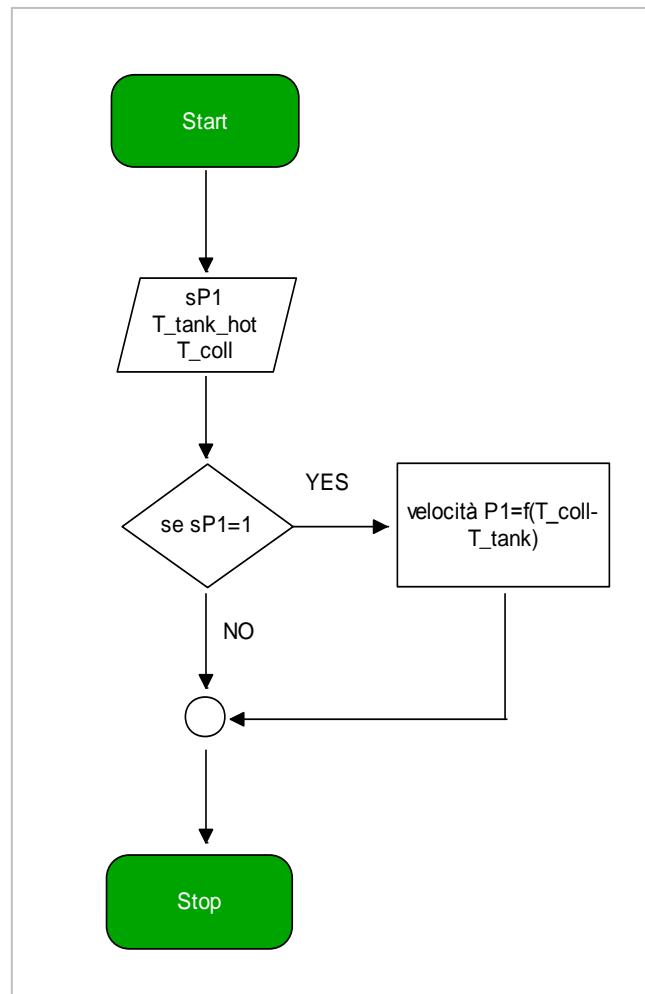 Start
sP1
T_tank_hot
T_coll
se sP1=1
YES
velocità P1=f(T_coll-
T_tank)
NO
Stop